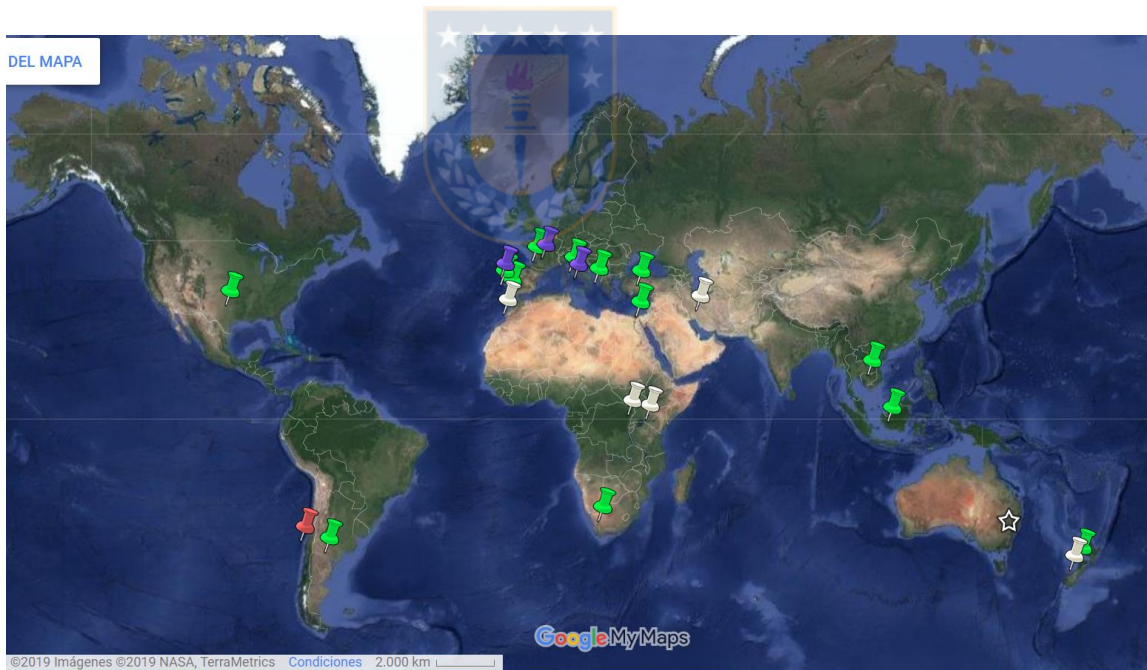 DEL MAPA
Google My Maps
©2019 Imágenes ©2019 NASA, TerraMetrics Condiciones 2.000 km